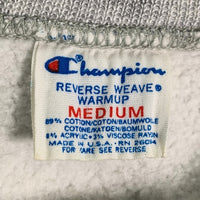 Champion
REVERSE WEAVE®
WARMUP
MEDIUM
89% COTTON/COTON/BAUMWOLLE
COTONE/KATOEN/BOMULD
8% ACRYLIC • 3% VISCOSE RAYON
MADE IN U.S.A. • RN 26094
FOR CARE SEE REVERSE